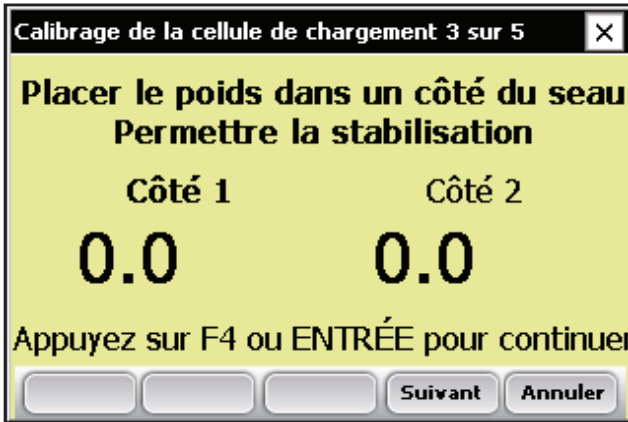 Calibrage de la cellule de chargement 3 sur 5
Placer le poids dans un côté du seau
Permettre la stabilisation
Côté 1 Côté 2
0.0 0.0
Appuyez sur F4 ou ENTRÉE pour continuer
Suivant Annuler